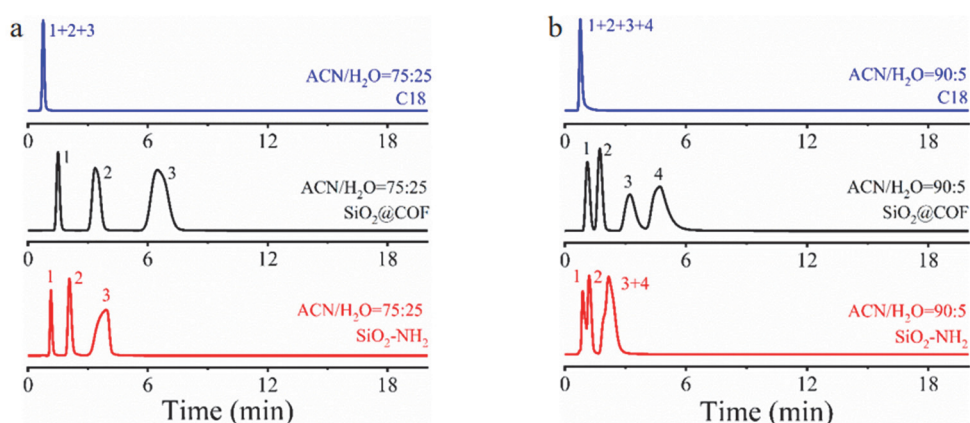 a
1+2+3
ACN/H₂O=75:25
C18
0 6 12 18
1 2 3
ACN/H₂O=75:25
SiO₂@COF
0 6 12 18
1 2 3
ACN/H₂O=75:25
SiO₂-NH₂
0 6 12 18
Time (min)
b
1+2+3+4
ACN/H₂O=90:5
C18
0 6 12 18
1 2 3 4
ACN/H₂O=90:5
SiO₂@COF
0 6 12 18
1 2 3+4
ACN/H₂O=90:5
SiO₂-NH₂
0 6 12 18
Time (min)